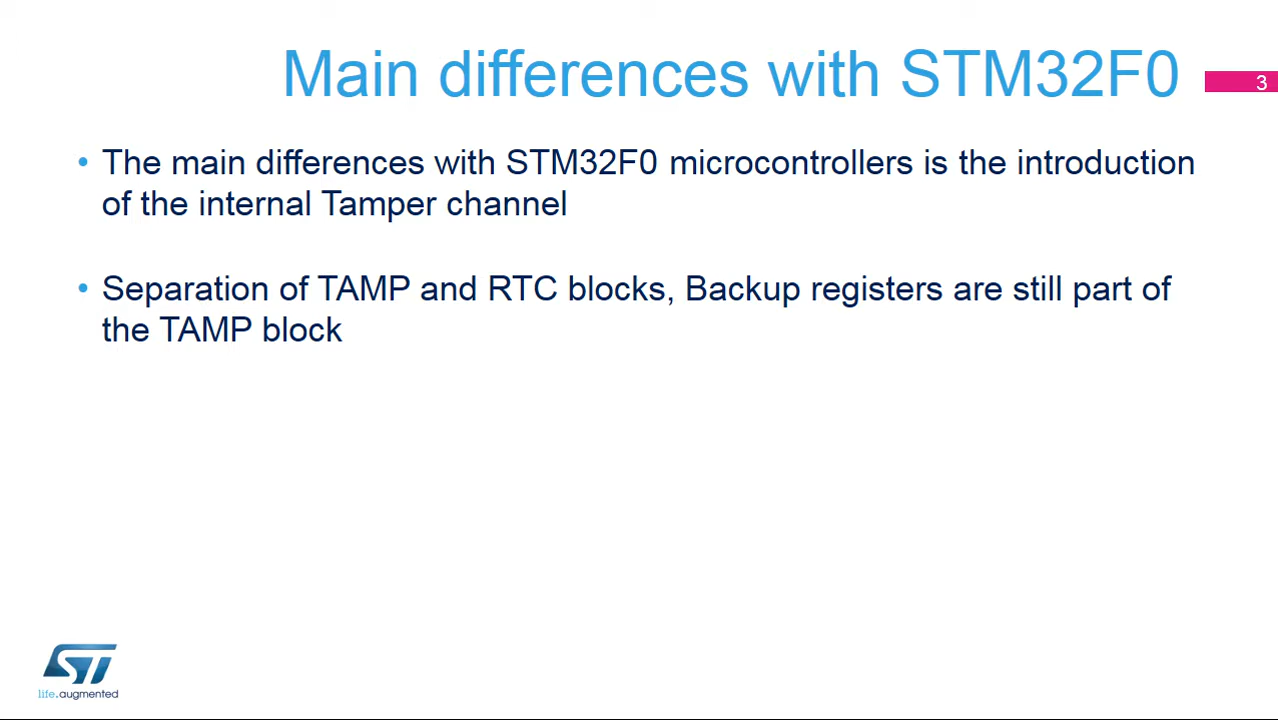 Main differences with STM32F0
3
• The main differences with STM32F0 microcontrollers is the introduction
of the internal Tamper channel
• Separation of TAMP and RTC blocks, Backup registers are still part of
the TAMP block
ST
life.augmented